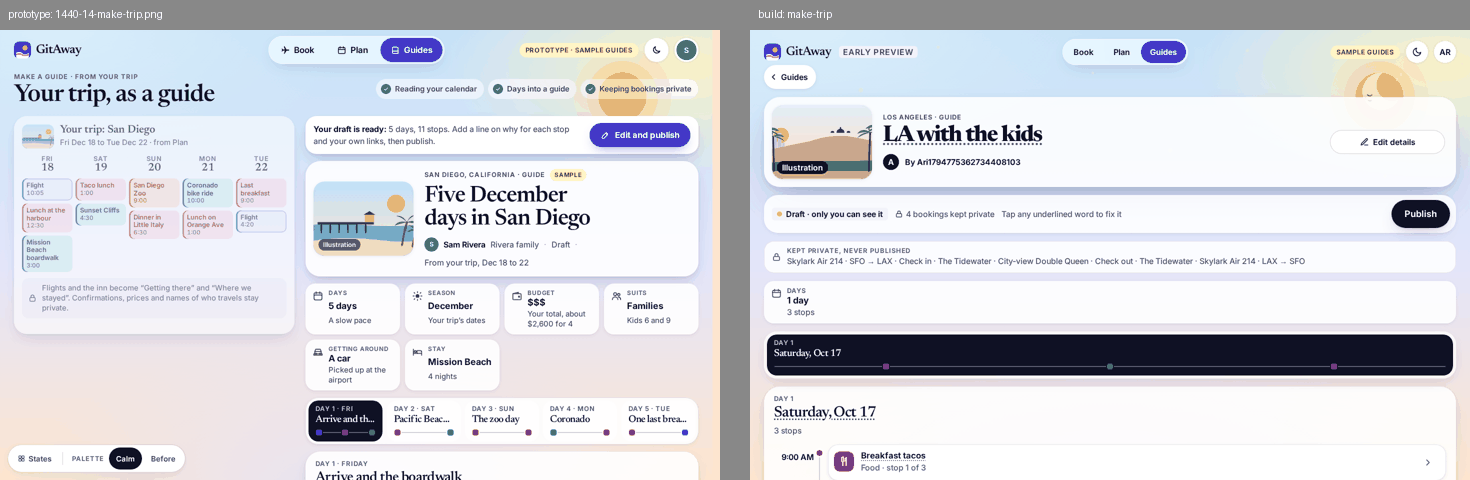 prototype: 1440-14-make-trip.png
GitAway
Book
Plan
Guides
PROTOTYPE · SAMPLE GUIDES
S
MAKE A GUIDE · FROM YOUR TRIP
Your trip, as a guide
Reading your calendar
Days into a guide
Keeping bookings private
Your trip: San Diego
Fri Dec 18 to Tue Dec 22 · from Plan
FRI
18
SAT
19
SUN
20
MON
21
TUE
22
Flight
10:05
Lunch at the
harbour
12:30
Mission
Beach
boardwalk
3:00
Taco lunch
1:00
Sunset Cliffs
4:30
San Diego
Zoo
9:00
Dinner in
Little Italy
6:30
Coronado
bike ride
10:00
Lunch on
Orange Ave
1:00
Last
breakfast
9:00
Flight
4:20
Flights and the inn become “Getting there” and “Where we
stayed”. Confirmations, prices and names of who travels stay
private.
Your draft is ready: 5 days, 11 stops. Add a line on why for each stop
and your own links, then publish.
Edit and publish
Illustration
SAN DIEGO, CALIFORNIA · GUIDE
SAMPLE
Five December
days in San Diego
S
Sam Rivera
Rivera family
·
Draft
·
From your trip, Dec 18 to 22
DAYS
5 days
A slow pace
SEASON
December
Your trip's dates
BUDGET
$$$
Your total, about
$2,600 for 4
SUITS
Families
Kids 6 and 9
GETTING AROUND
A car
Picked up at the
airport
STAY
Mission Beach
4 nights
DAY 1 · FRI
Arrive and th...
DAY 2 · SAT
Pacific Beac...
DAY 3 · SUN
The zoo day
DAY 4 · MON
Coronado
DAY 5 · TUE
One last brea...
DAY 1 · FRIDAY
Arrive and the boardwalk
States
PALETTE
Calm
Before
build: make-trip
GitAway
EARLY PREVIEW
Book
Plan
Guides
SAMPLE GUIDES
AR
Guides
Illustration
LOS ANGELES · GUIDE
LA with the kids
A
By Ari1794775362734408103
Edit details
Draft · only you can see it
4 bookings kept private
Tap any underlined word to fix it
Publish
KEPT PRIVATE, NEVER PUBLISHED
Skylark Air 214 · SFO → LAX · Check in · The Tidewater · City-view Double Queen · Check out · The Tidewater · Skylark Air 214 · LAX → SFO
DAYS
1 day
3 stops
DAY 1
Saturday, Oct 17
DAY 1
Saturday, Oct 17
3 stops
9:00 AM
Breakfast tacos
Food · stop 1 of 3